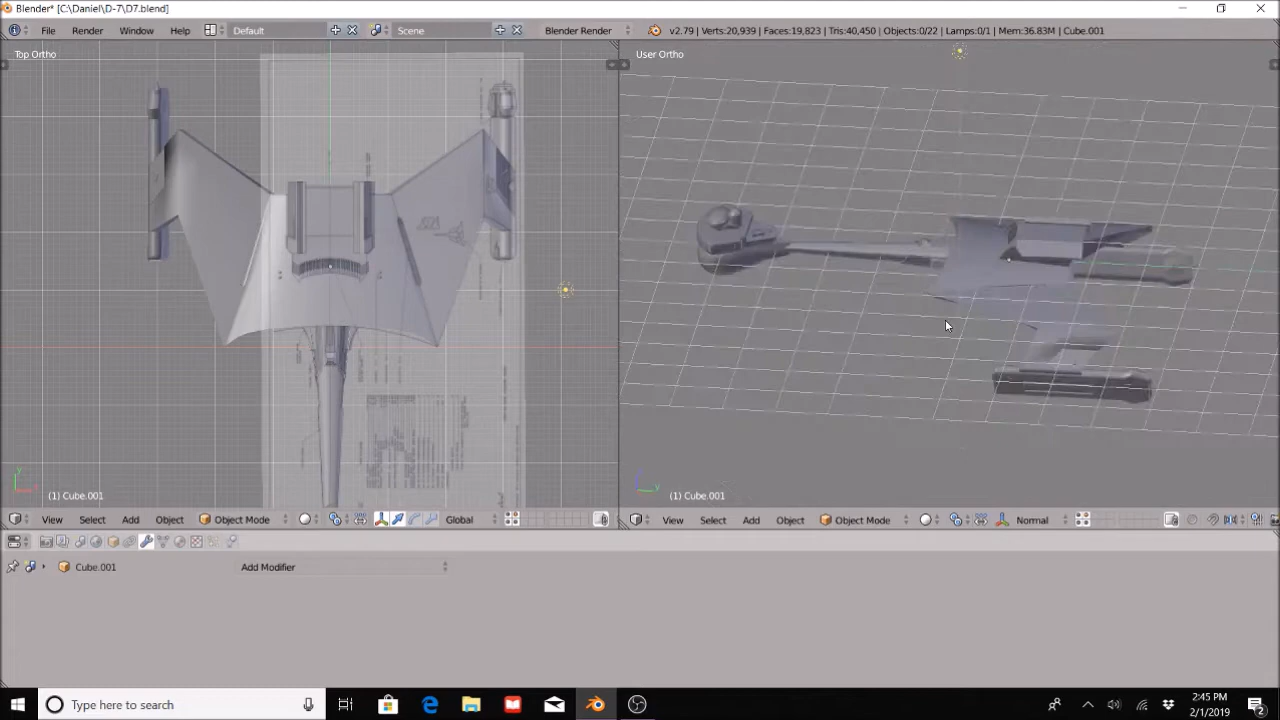 Blender* [C:\Daniel\D-7\D7.blend]
File Render Window Help Default Scene Blender Render v2.79 | Verts:20,939 | Faces:19,823 | Tris:40,450 | Objects:0/22 | Lamps:0/1 | Mem:36.83M | Cube.001
Top Ortho
User Ortho
(1) Cube.001
(1) Cube.001
View Select Add Object Object Mode Global
View Select Add Object Object Mode Normal
Cube.001 Add Modifier
Type here to search
2:45 PM
2/1/2019
2